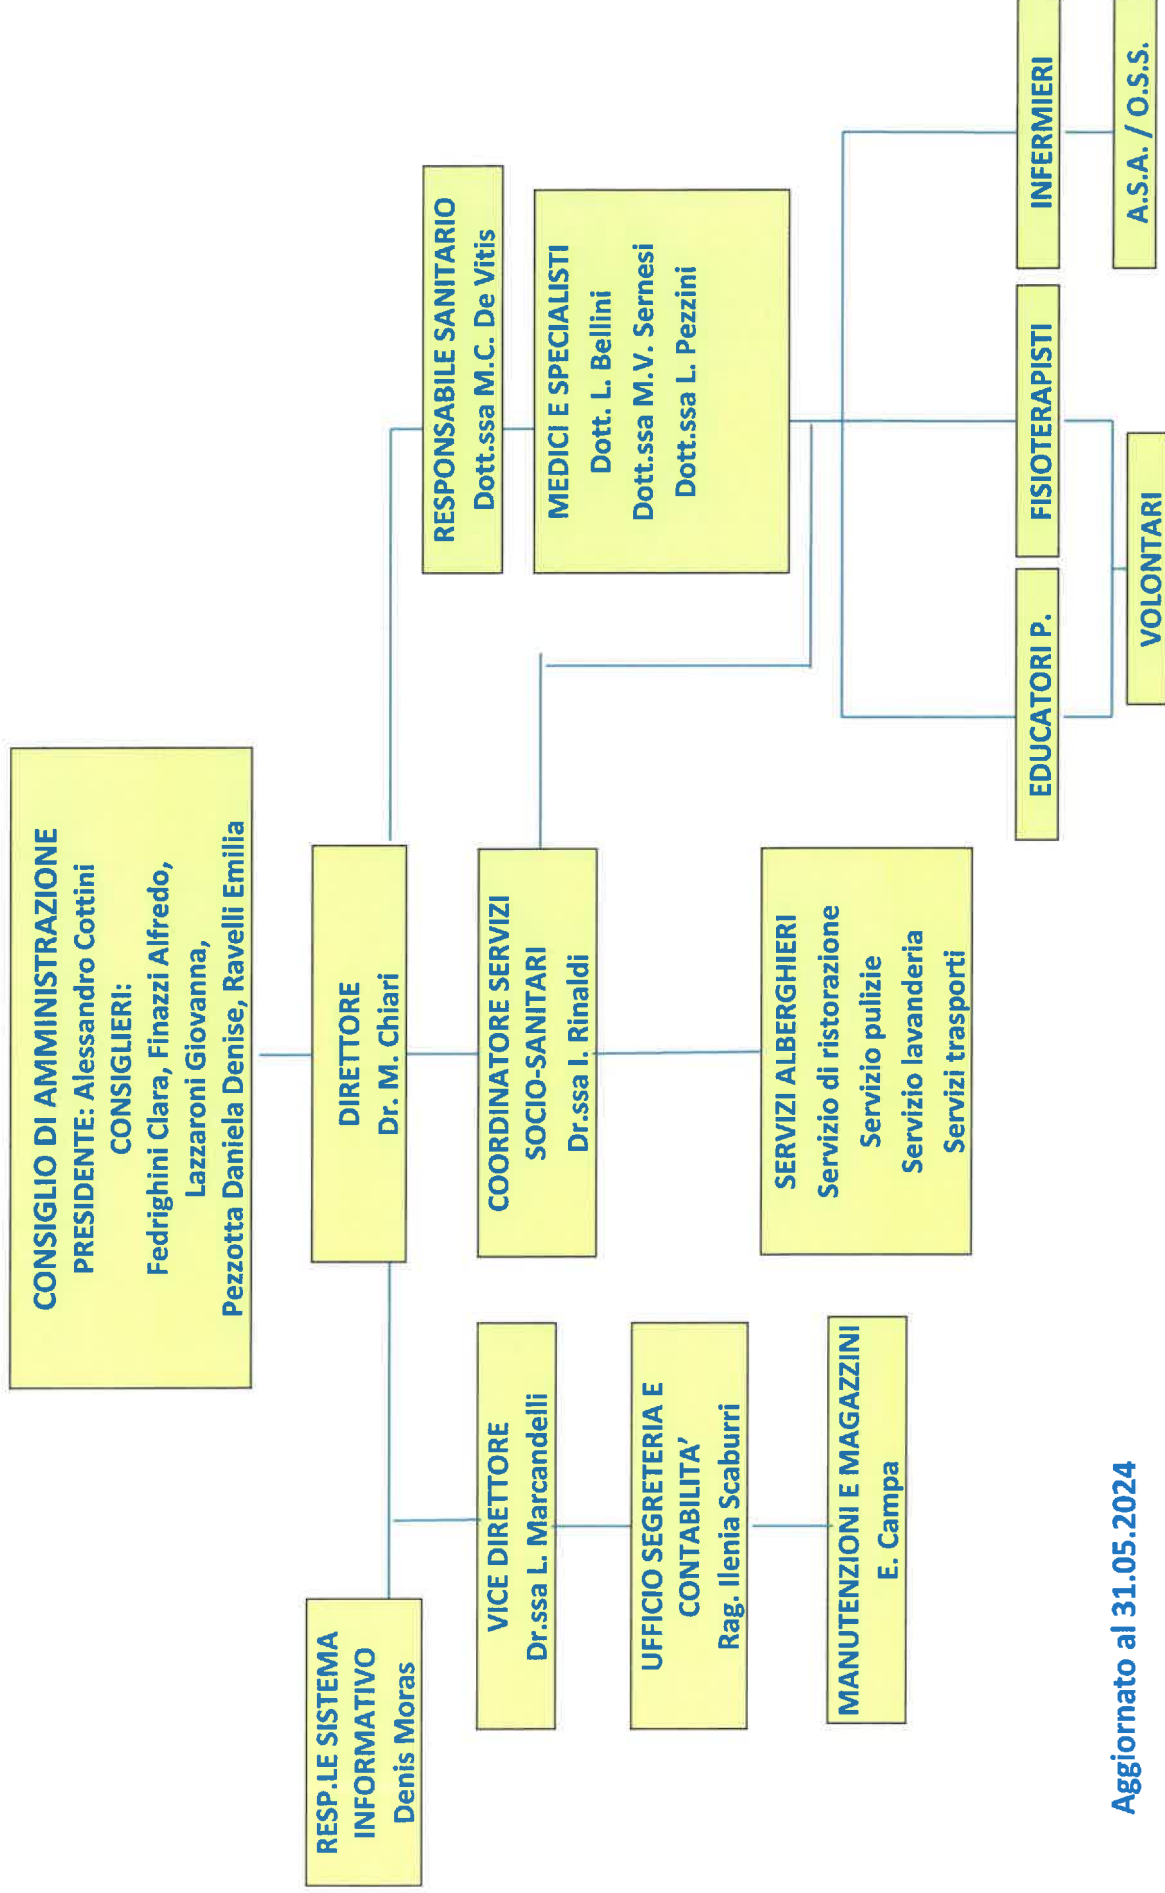 CONSIGLIO DI AMMINISTRAZIONE
PRESIDENTE: Alessandro Cottini
CONSIGLIERI:
Fedrighini Clara, Finazzi Alfredo,
Lazzaroni Giovanna,
Pezzotta Daniela Denise, Ravelli Emilia
RESP.LE SISTEMA
INFORMATIVO
Denis Moras
DIRETTORE
Dr. M. Chiari
RESPONSABILE SANITARIO
Dott.ssa M.C. De Vitis
VICE DIRETTORE
Dr.ssa L. Marcandelli
COORDINATORE SERVIZI
SOCIO-SANITARI
Dr.ssa I. Rinaldi
MEDICI E SPECIALISTI
Dott. L. Bellini
Dott.ssa M.V. Sernesi
Dott.ssa L. Pezzini
UFFICIO SEGRETERIA E
CONTABILITA’
Rag. Ilenia Scaburri
SERVIZI ALBERGHIERI
Servizio di ristorazione
Servizio pulizie
Servizio lavanderia
Servizi trasporti
MANUTENZIONI E MAGAZZINI
E. Campa
EDUCATORI P.
FISIOTERAPISTI
INFERMIERI
VOLONTARI
A.S.A. / O.S.S.
Aggiornato al 31.05.2024